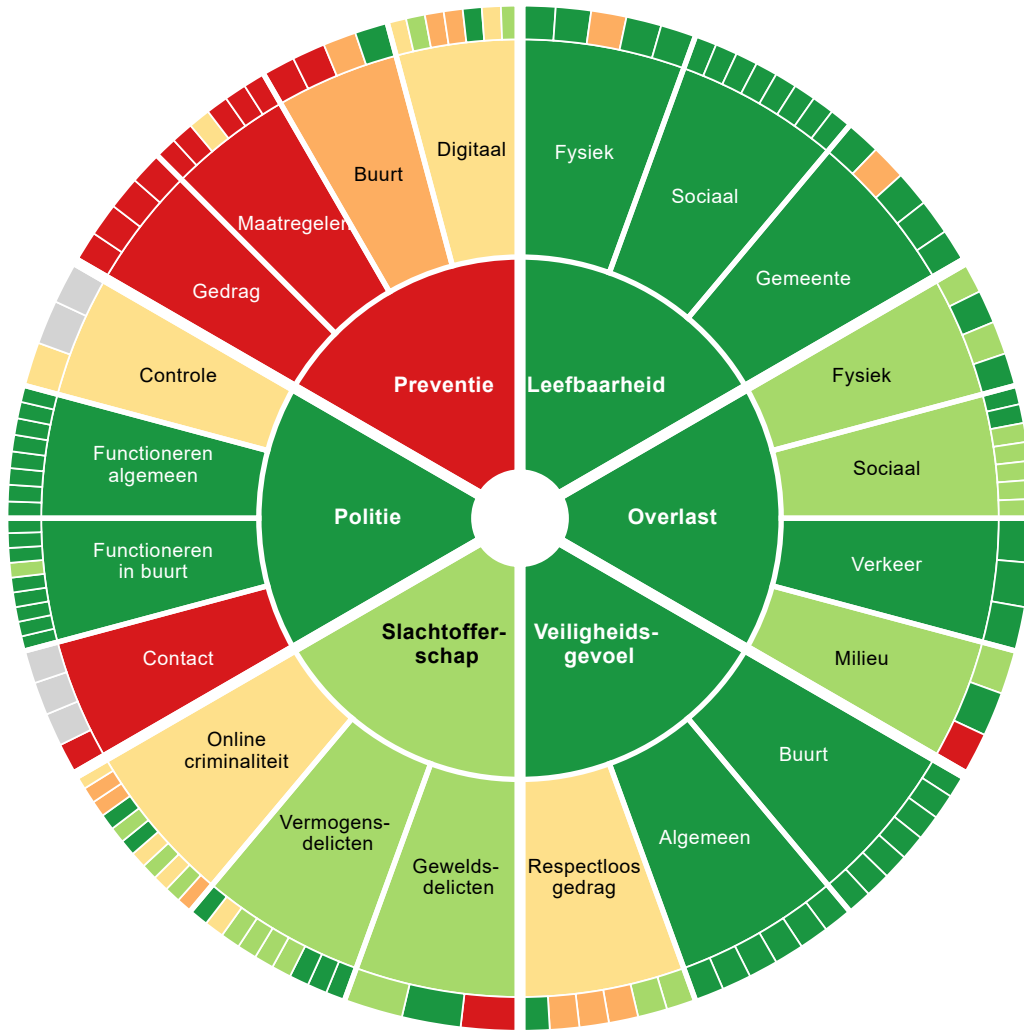 Digitaal
Fysiek
Buurt
Sociaal
Maatregelen
Gemeente
Gedrag
Controle
Preventie
Leefbaarheid
Fysiek
Functioneren
algemeen
Sociaal
Politie
Overlast
Functioneren
in buurt
Verkeer
Contact
Slachtoffer-
schap
Veiligheids-
gevoel
Milieu
Online
criminaliteit
Buurt
Vermogens-
delicten
Algemeen
Gewelds-
delicten
Respectloos
gedrag